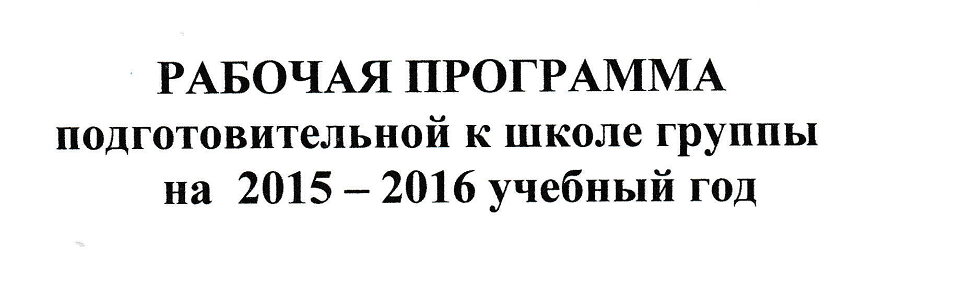 РАБОЧАЯ ПРОГРАММА
подготовительной к школе группы
на 2015 – 2016 учебный год